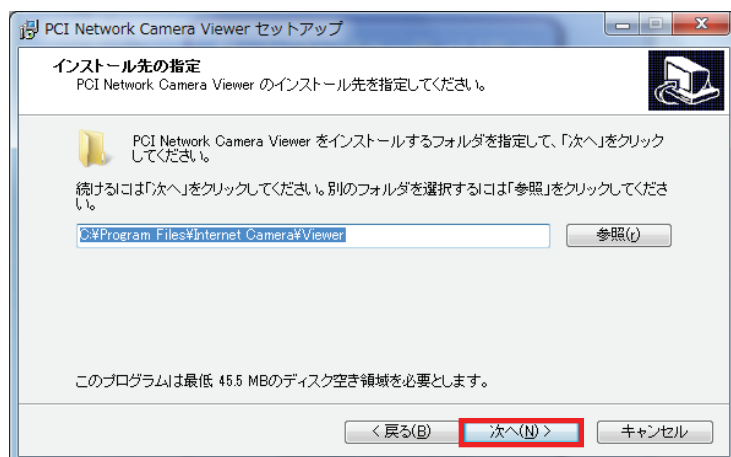 PCI Network Camera Viewer セットアップ
インストール先の指定
PCI Network Camera Viewer のインストール先を指定してください。
PCI Network Camera Viewer をインストールするフォルダを指定して、「次へ」をクリック
してください。
続けるには「次へ」をクリックしてください。別のフォルダを選択するには「参照」をクリックしてくださ
い。
C:¥Program Files¥Internet Camera¥Viewer
参照(r)
このプログラムは最低 45.5 MBのディスク空き領域を必要とします。
< 戻る(B)
次へ(N) >
キャンセル